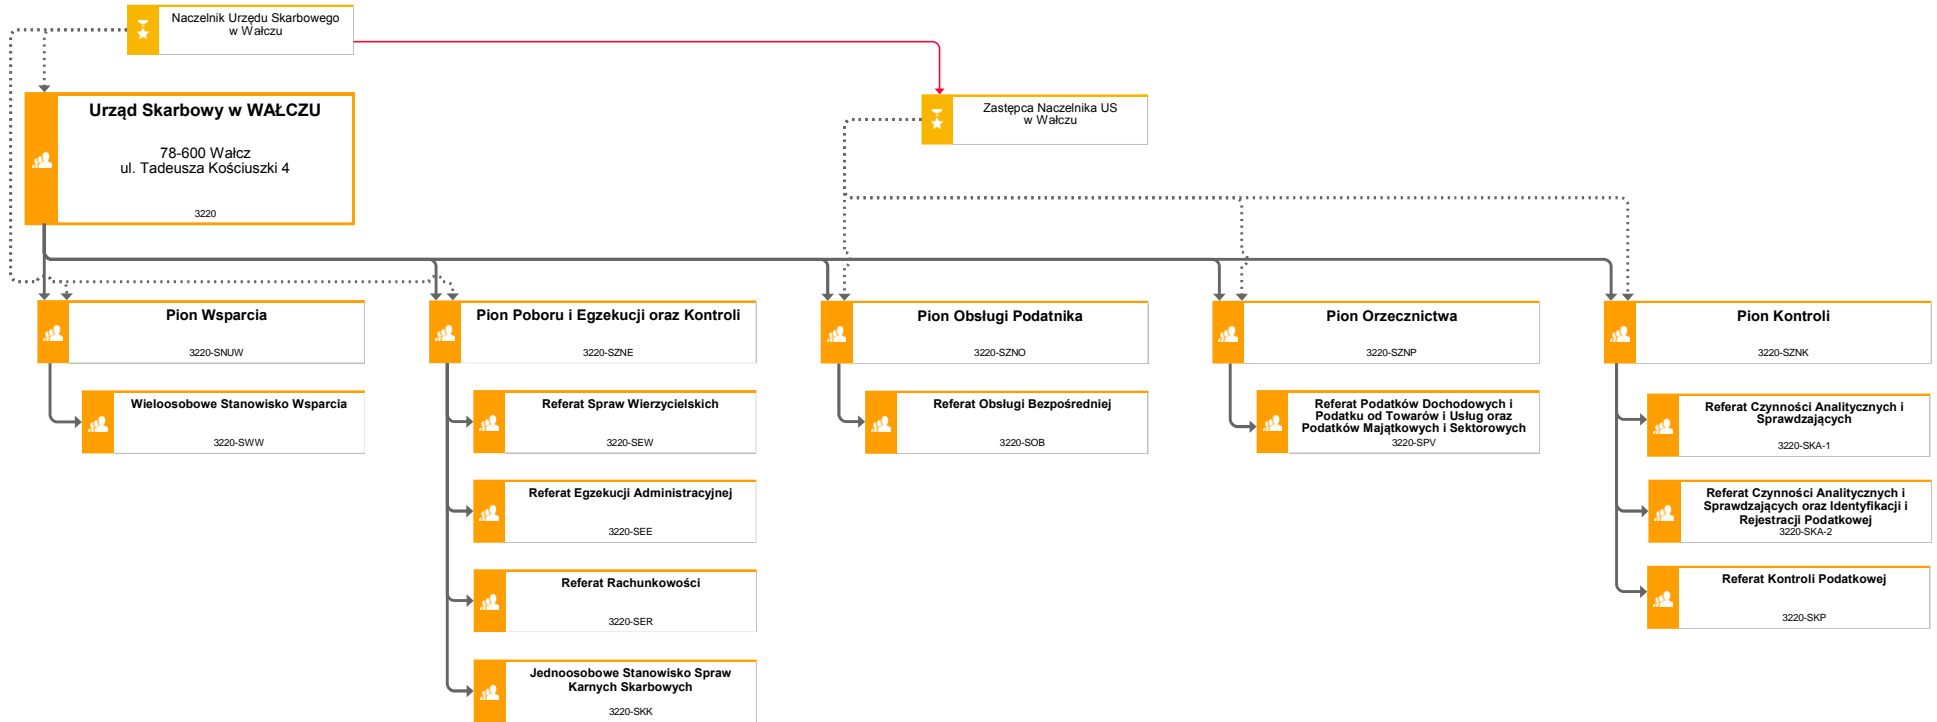 Naczelnik Urzędu Skarbowego
w Wałczu
Zastępca Naczelnika US
w Wałczu
Urząd Skarbowy w WAŁCZU
78-600 Wałcz
ul. Tadeusza Kościuszki 4
3220
Pion Wsparcia
3220-SNUW
Pion Poboru i Egzekucji oraz Kontroli
3220-SZNE
Pion Obsługi Podatnika
3220-SZNO
Pion Orzecznictwa
3220-SZNP
Pion Kontroli
3220-SZNK
Wieloosobowe Stanowisko Wsparcia
3220-SWW
Referat Spraw Wierzycielskich
3220-SEW
Referat Obsługi Bezpośredniej
3220-SOB
Referat Podatków Dochodowych i
Podatku od Towarów i Usług oraz
Podatków Majątkowych i Sektorowych
3220-SPV
Referat Czynności Analitycznych i
Sprawdzających
3220-SKA-1
Referat Egzekucji Administracyjnej
3220-SEE
Referat Czynności Analitycznych i
Sprawdzających oraz Identyfikacji i
Rejestracji Podatkowej
3220-SKA-2
Referat Rachunkowości
3220-SER
Referat Kontroli Podatkowej
3220-SKP
Jednoosobowe Stanowisko Spraw
Karnych Skarbowych
3220-SKK